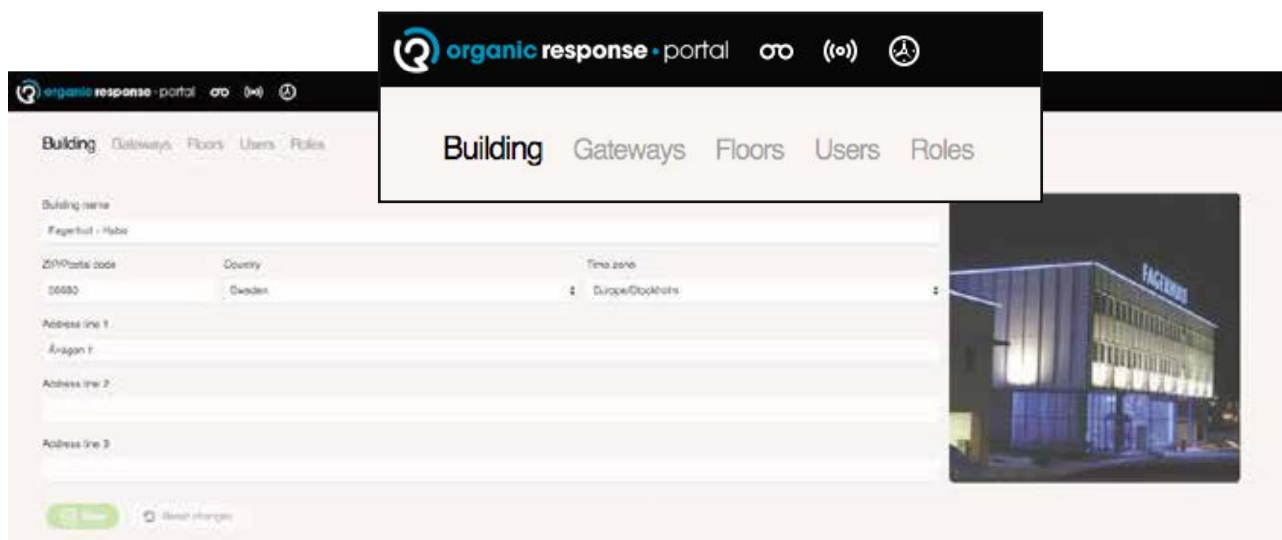 organic response · portal
Building Gateways Floors Users Roles
organic response · portal
Building Gateways Floors Users Roles
Building name
Fagerhult - Habo
ZIP/Postal code Country Time zone
Sweden Europe/Stockholm
Address line 1
Address line 2
Address line 3
Reset changes
FAGERHULT